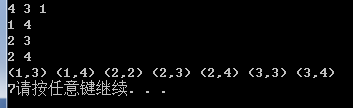 4 3 1
1 4
2 3
2 4
(1,3) (1,4) (2,2) (2,3) (2,4) (3,3) (3,4)
7请按任意键继续. . .